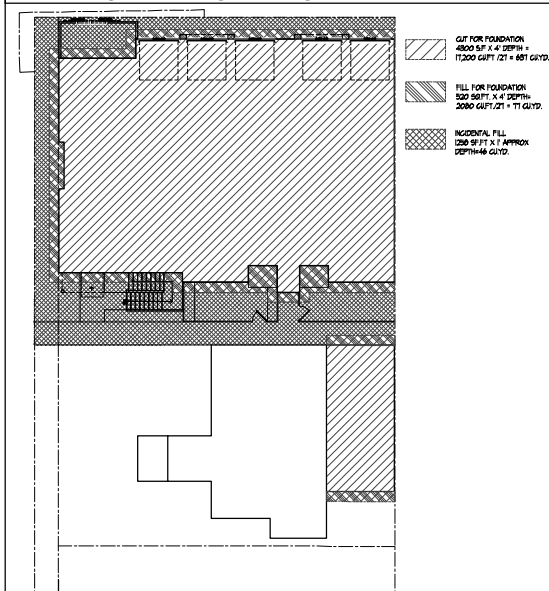 CUT FOR FOUNDATION
4300 S.F X 4' DEPTH =
17,200 CU.FT /27 = 637 CU.YD.
FILL FOR FOUNDATION
520 SQ.FT. X 4' DEPTH=
2080 CU.FT./27 = 77 CU.YD.
INCIDENTAL FILL
1250 SF.FT X 1' APPROX
DEPTH=46 CU.YD.